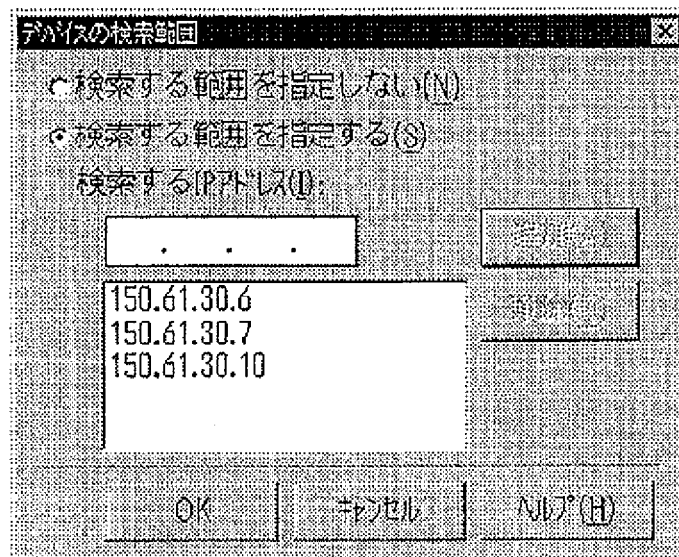 デバイスの検索範囲
検索する範囲を指定しない(N)
検索する範囲を指定する(S)
検索するIPアドレス(I):
. . .
150.61.30.6
150.61.30.7
150.61.30.10
OK
キャンセル
ヘルプ(H)